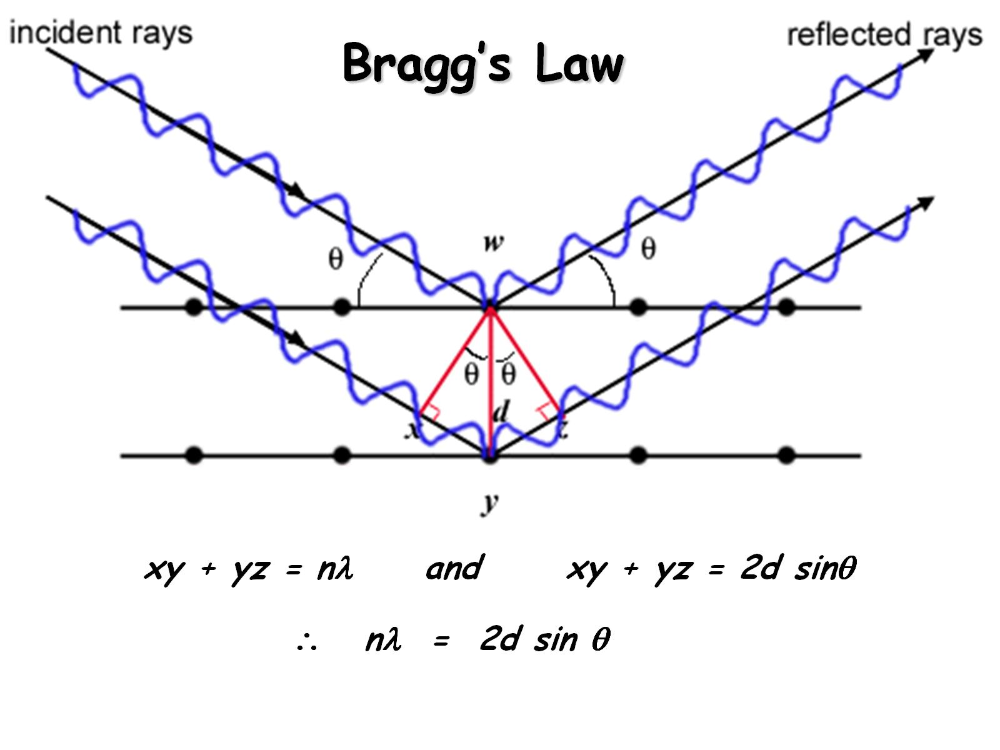 incident rays
reflected rays
Bragg's Law
w
θ
θ
θ θ
d
x
z
y
xy + yz = nλ and xy + yz = 2d sinθ
∴ nλ = 2d sin θ